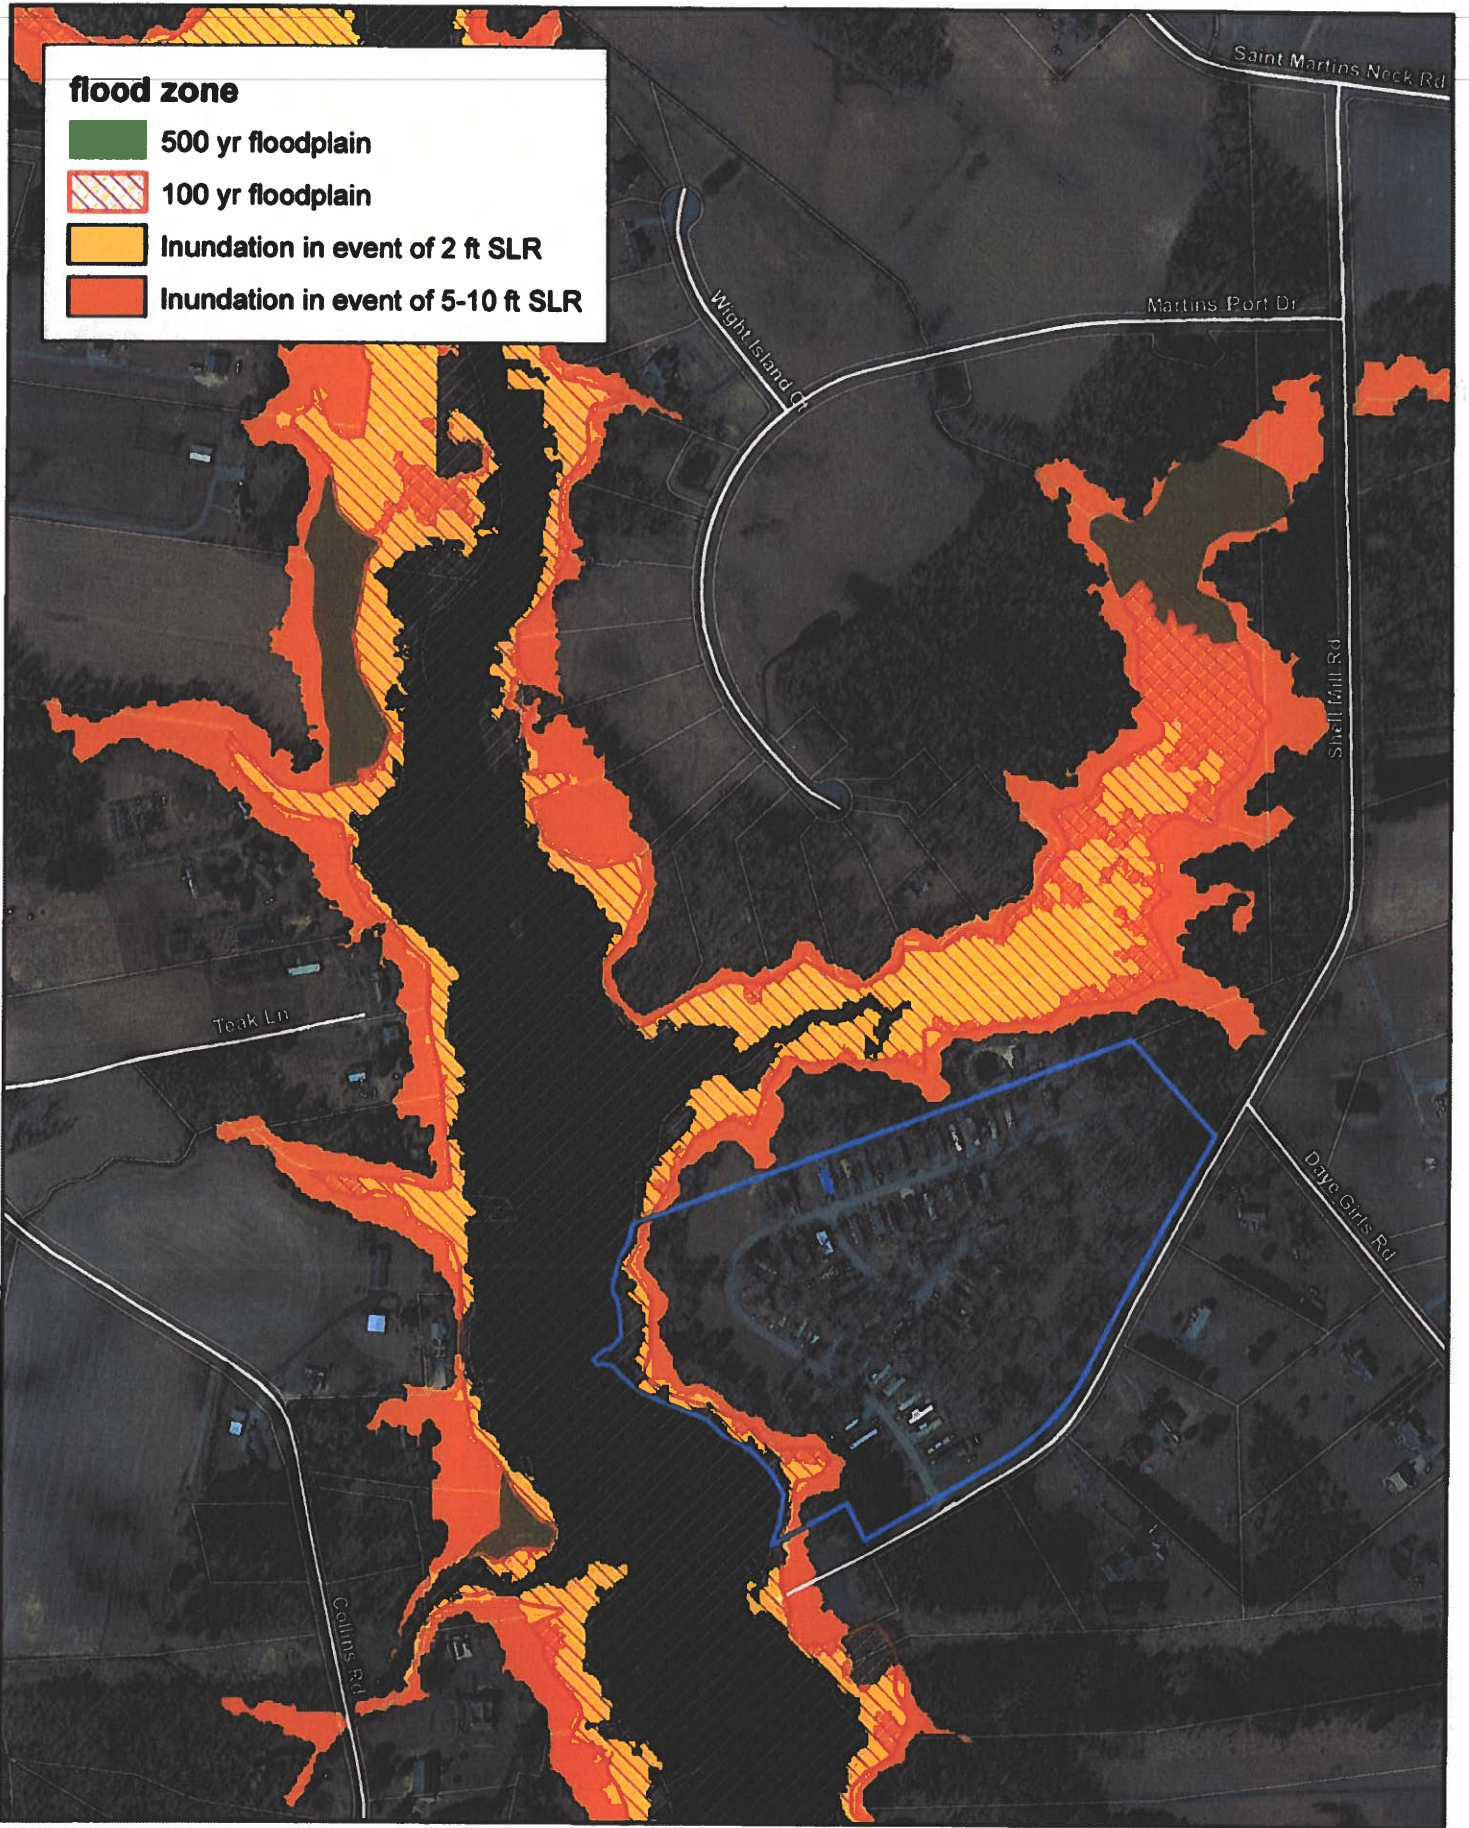 flood zone
500 yr floodplain
100 yr floodplain
Inundation in event of 2 ft SLR
Inundation in event of 5-10 ft SLR
Saint Martins Neck Rd
Martins Port Dr
Wight Island Ct
Shell Mill Rd
Teak Ln
Daye Girls Rd
Collins Rd